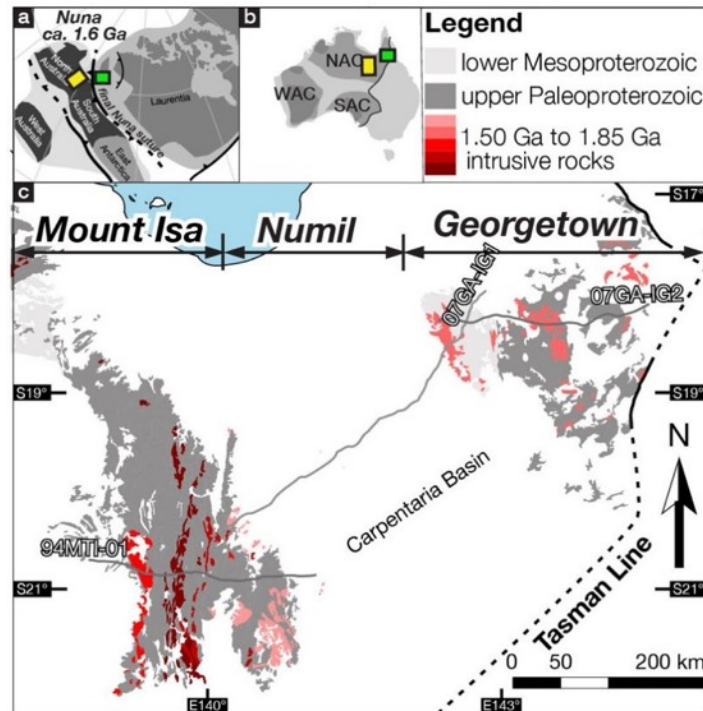 a
Nuna
ca. 1.6 Ga
North
Australia
South
Australia
West
Australia
East
Antarctica
Laurentia
final Nuna suture
b
NAC
WAC
SAC
Legend
lower Mesoproterozoic
upper Paleoproterozoic
1.50 Ga to 1.85 Ga
intrusive rocks
c
Mount Isa
Numil
Georgetown
S17°
07GA-IG1
07GA-IG2
S19°
S19°
N
Carpentaria Basin
94MTI-01
S21°
S21°
Tasman Line
0 50 200 km
E140°
E143°